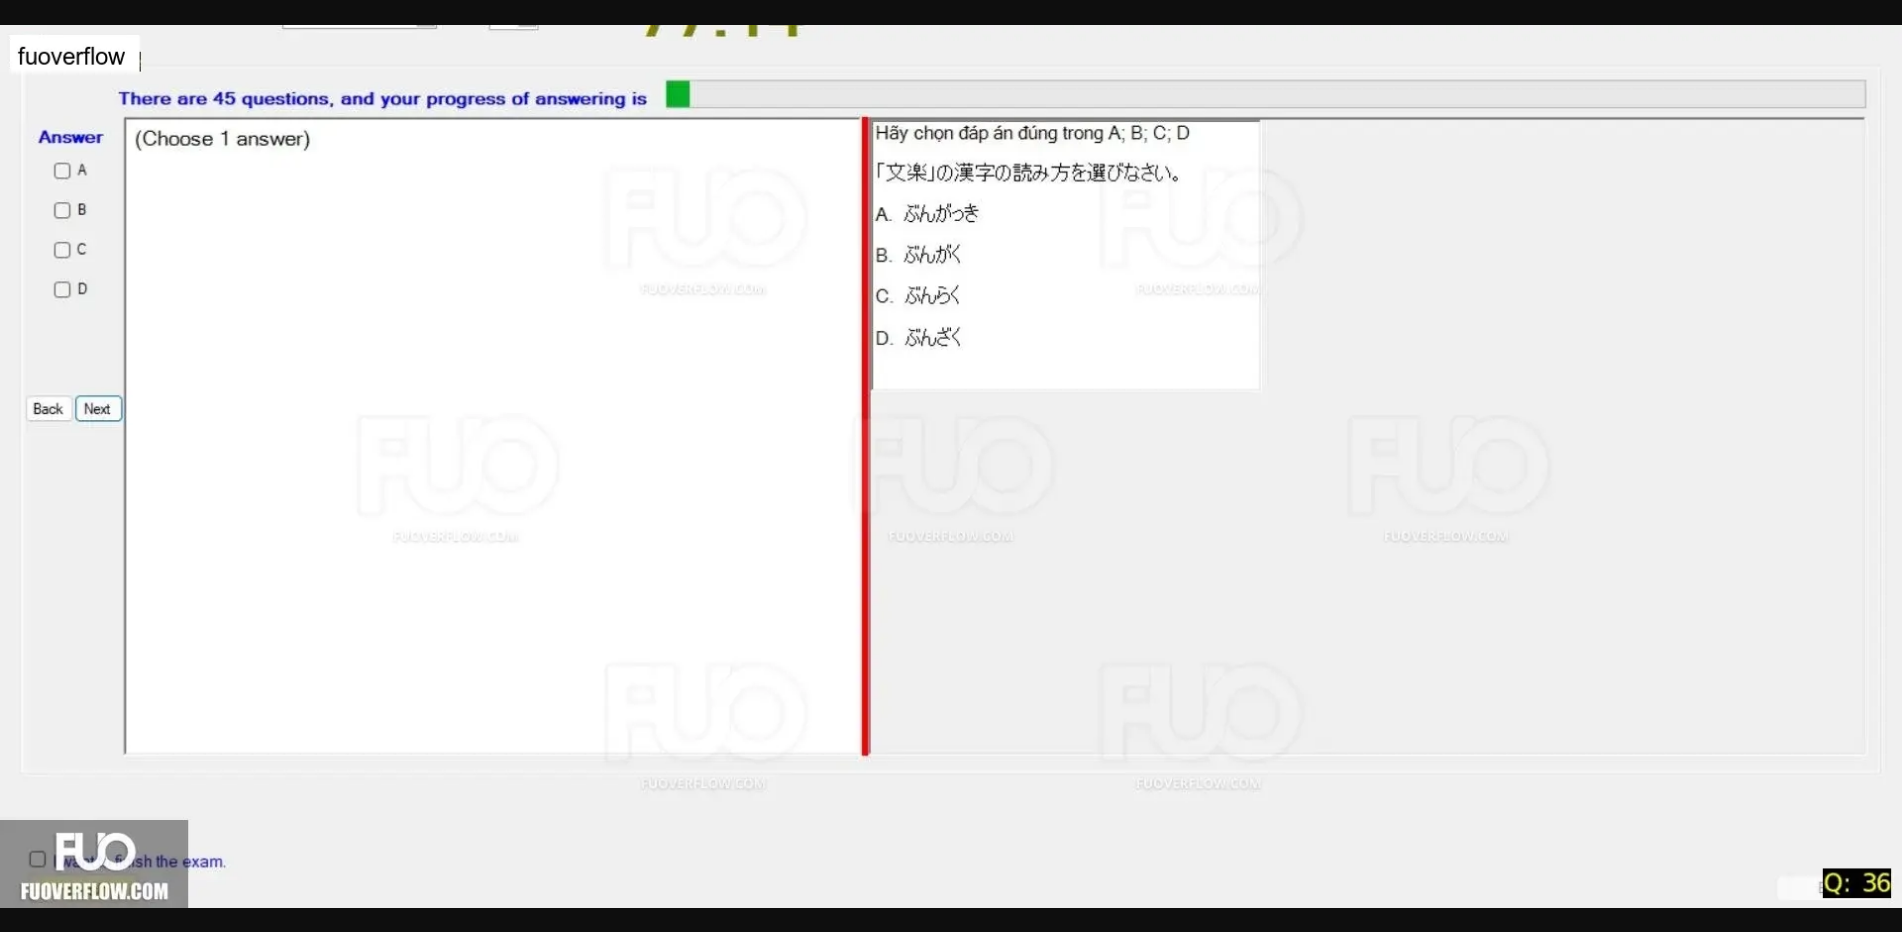 fuoverflow
There are 45 questions, and your progress of answering is
Answer
A
B
C
D
Back
Next
(Choose 1 answer)
Hãy chọn đáp án đúng trong A; B; C; D
「文楽」の漢字の読み方を選びなさい。
A. ぶんがっき
B. ぶんがく
C. ぶんらく
D. ぶんざく
FUO
FUOVERFLOW.COM
FUO
FUOVERFLOW.COM
FUO
FUOVERFLOW.COM
FUO
FUOVERFLOW.COM
FUO
FUOVERFLOW.COM
FUO
FUOVERFLOW.COM
FUO
FUOVERFLOW.COM
FUO
the exam.
FUOVERFLOW.COM
Q: 36